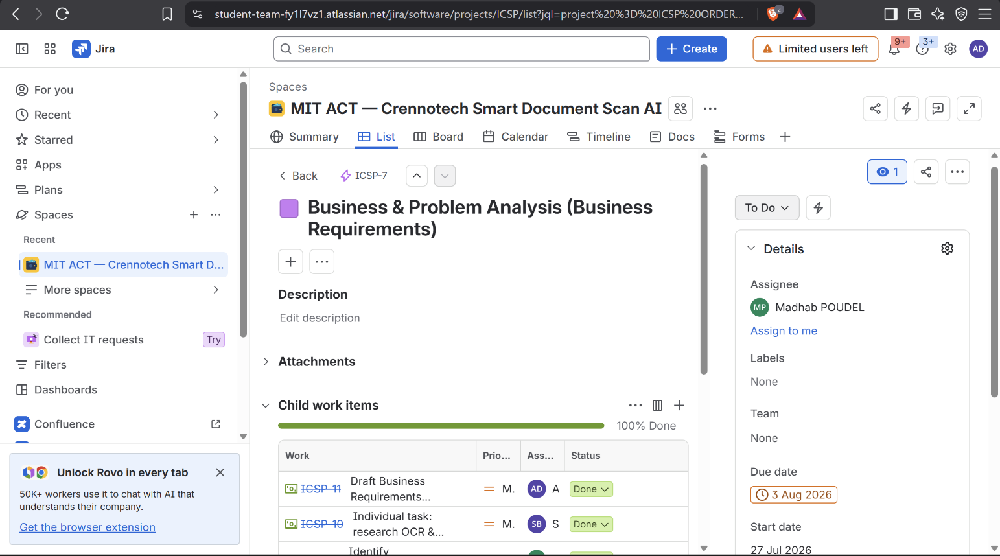 student-team-fy1l7vz1.atlassian.net/jira/software/projects/ICSP/list?jql=project%20%3D%20ICSP%20ORDER...
2
Jira
Search
Create
Limited users left
9+
3+
AD
For you
Recent
Starred
Apps
Plans
Spaces
Recent
MIT ACT — Crennotech Smart D...
More spaces
Recommended
Collect IT requests
Try
Filters
Dashboards
Confluence
Unlock Rovo in every tab
50K+ workers use it to chat with AI that
understands their company.
Get the browser extension
Spaces
MIT ACT — Crennotech Smart Document Scan AI
Summary
List
Board
Calendar
Timeline
Docs
Forms
Back
ICSP-7
Business & Problem Analysis (Business
Requirements)
Description
Edit description
Attachments
Child work items
100% Done
Work
Prio...
Ass...
Status
ICSP-11
Draft Business
Requirements...
M.
AD
A
Done
ICSP-10
Individual task:
research OCR &...
M.
SB
S
Done
Identify
1
To Do
Details
Assignee
MP
Madhab POUDEL
Assign to me
Labels
None
Team
None
Due date
3 Aug 2026
Start date
27 Jul 2026